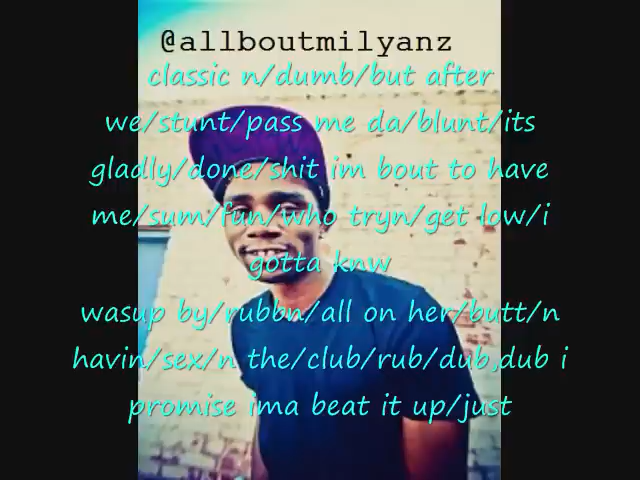 @allboutmilyanz
classic n/dumb/but after
we/stunt/pass me da/blunt/its
gladly/done/shit im bout to have
me/sum/fun/who tryn/get low/i
gotta knw
wasup by/rubbn/all on her/butt/n
havin/sex/n the/club/rub/dub,dub i
promise ima beat it up/just